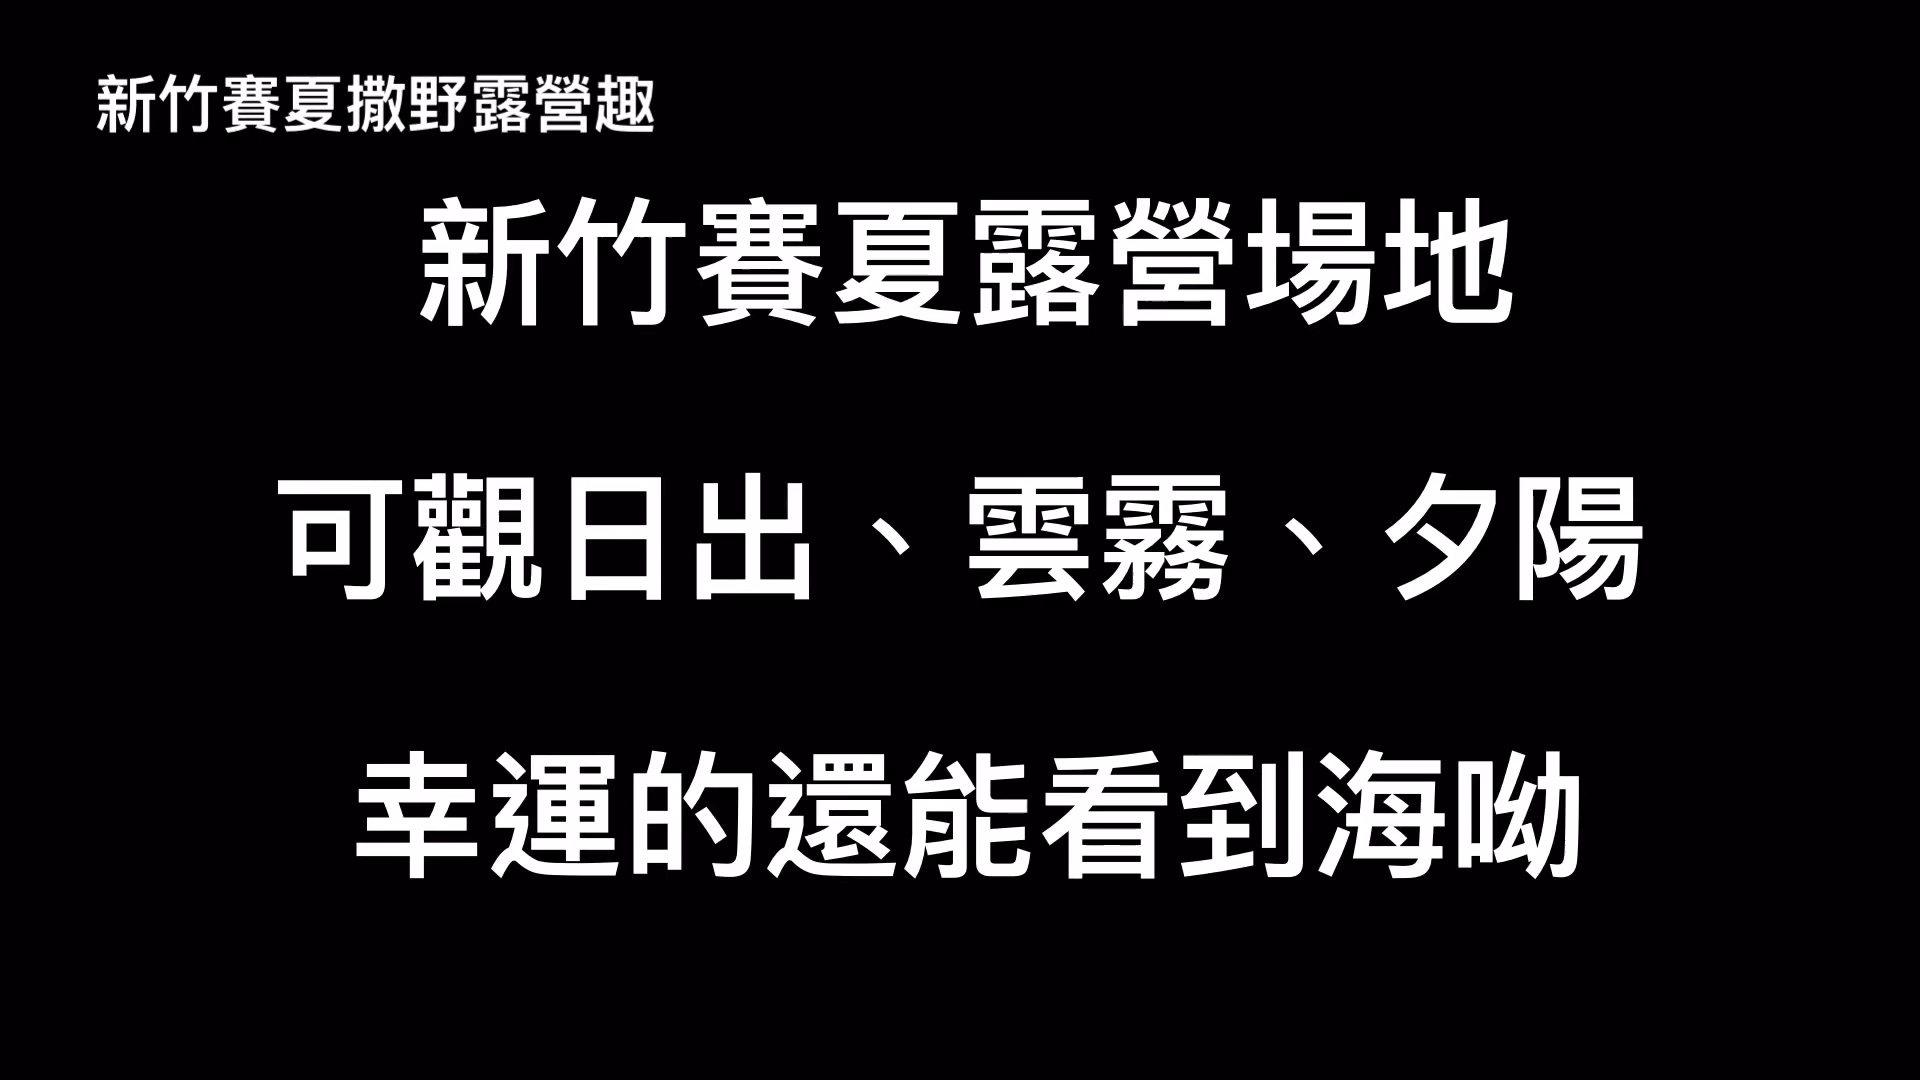 新竹賽夏撒野露營趣
新竹賽夏露營場地
可觀日出、雲霧、夕陽
幸運的還能看到海呦